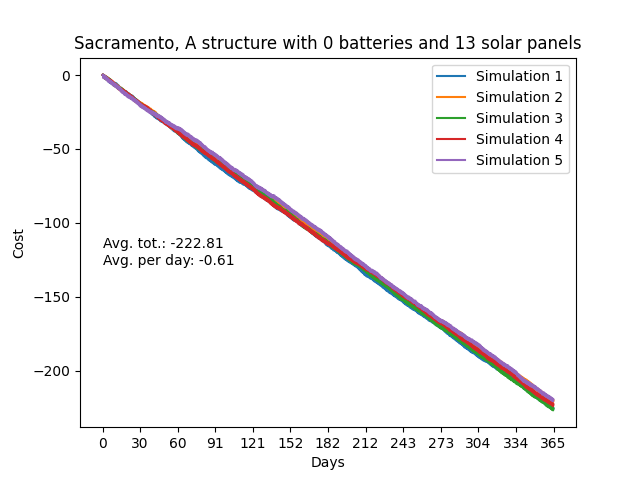 Sacramento, A structure with 0 batteries and 13 solar panels
Simulation 1
Simulation 2
Simulation 3
Simulation 4
Simulation 5
0
−50
−100
−150
−200
Cost
Avg. tot.: -222.81
Avg. per day: -0.61
0 30 60 91 121 152 182 212 243 273 304 334 365
Days